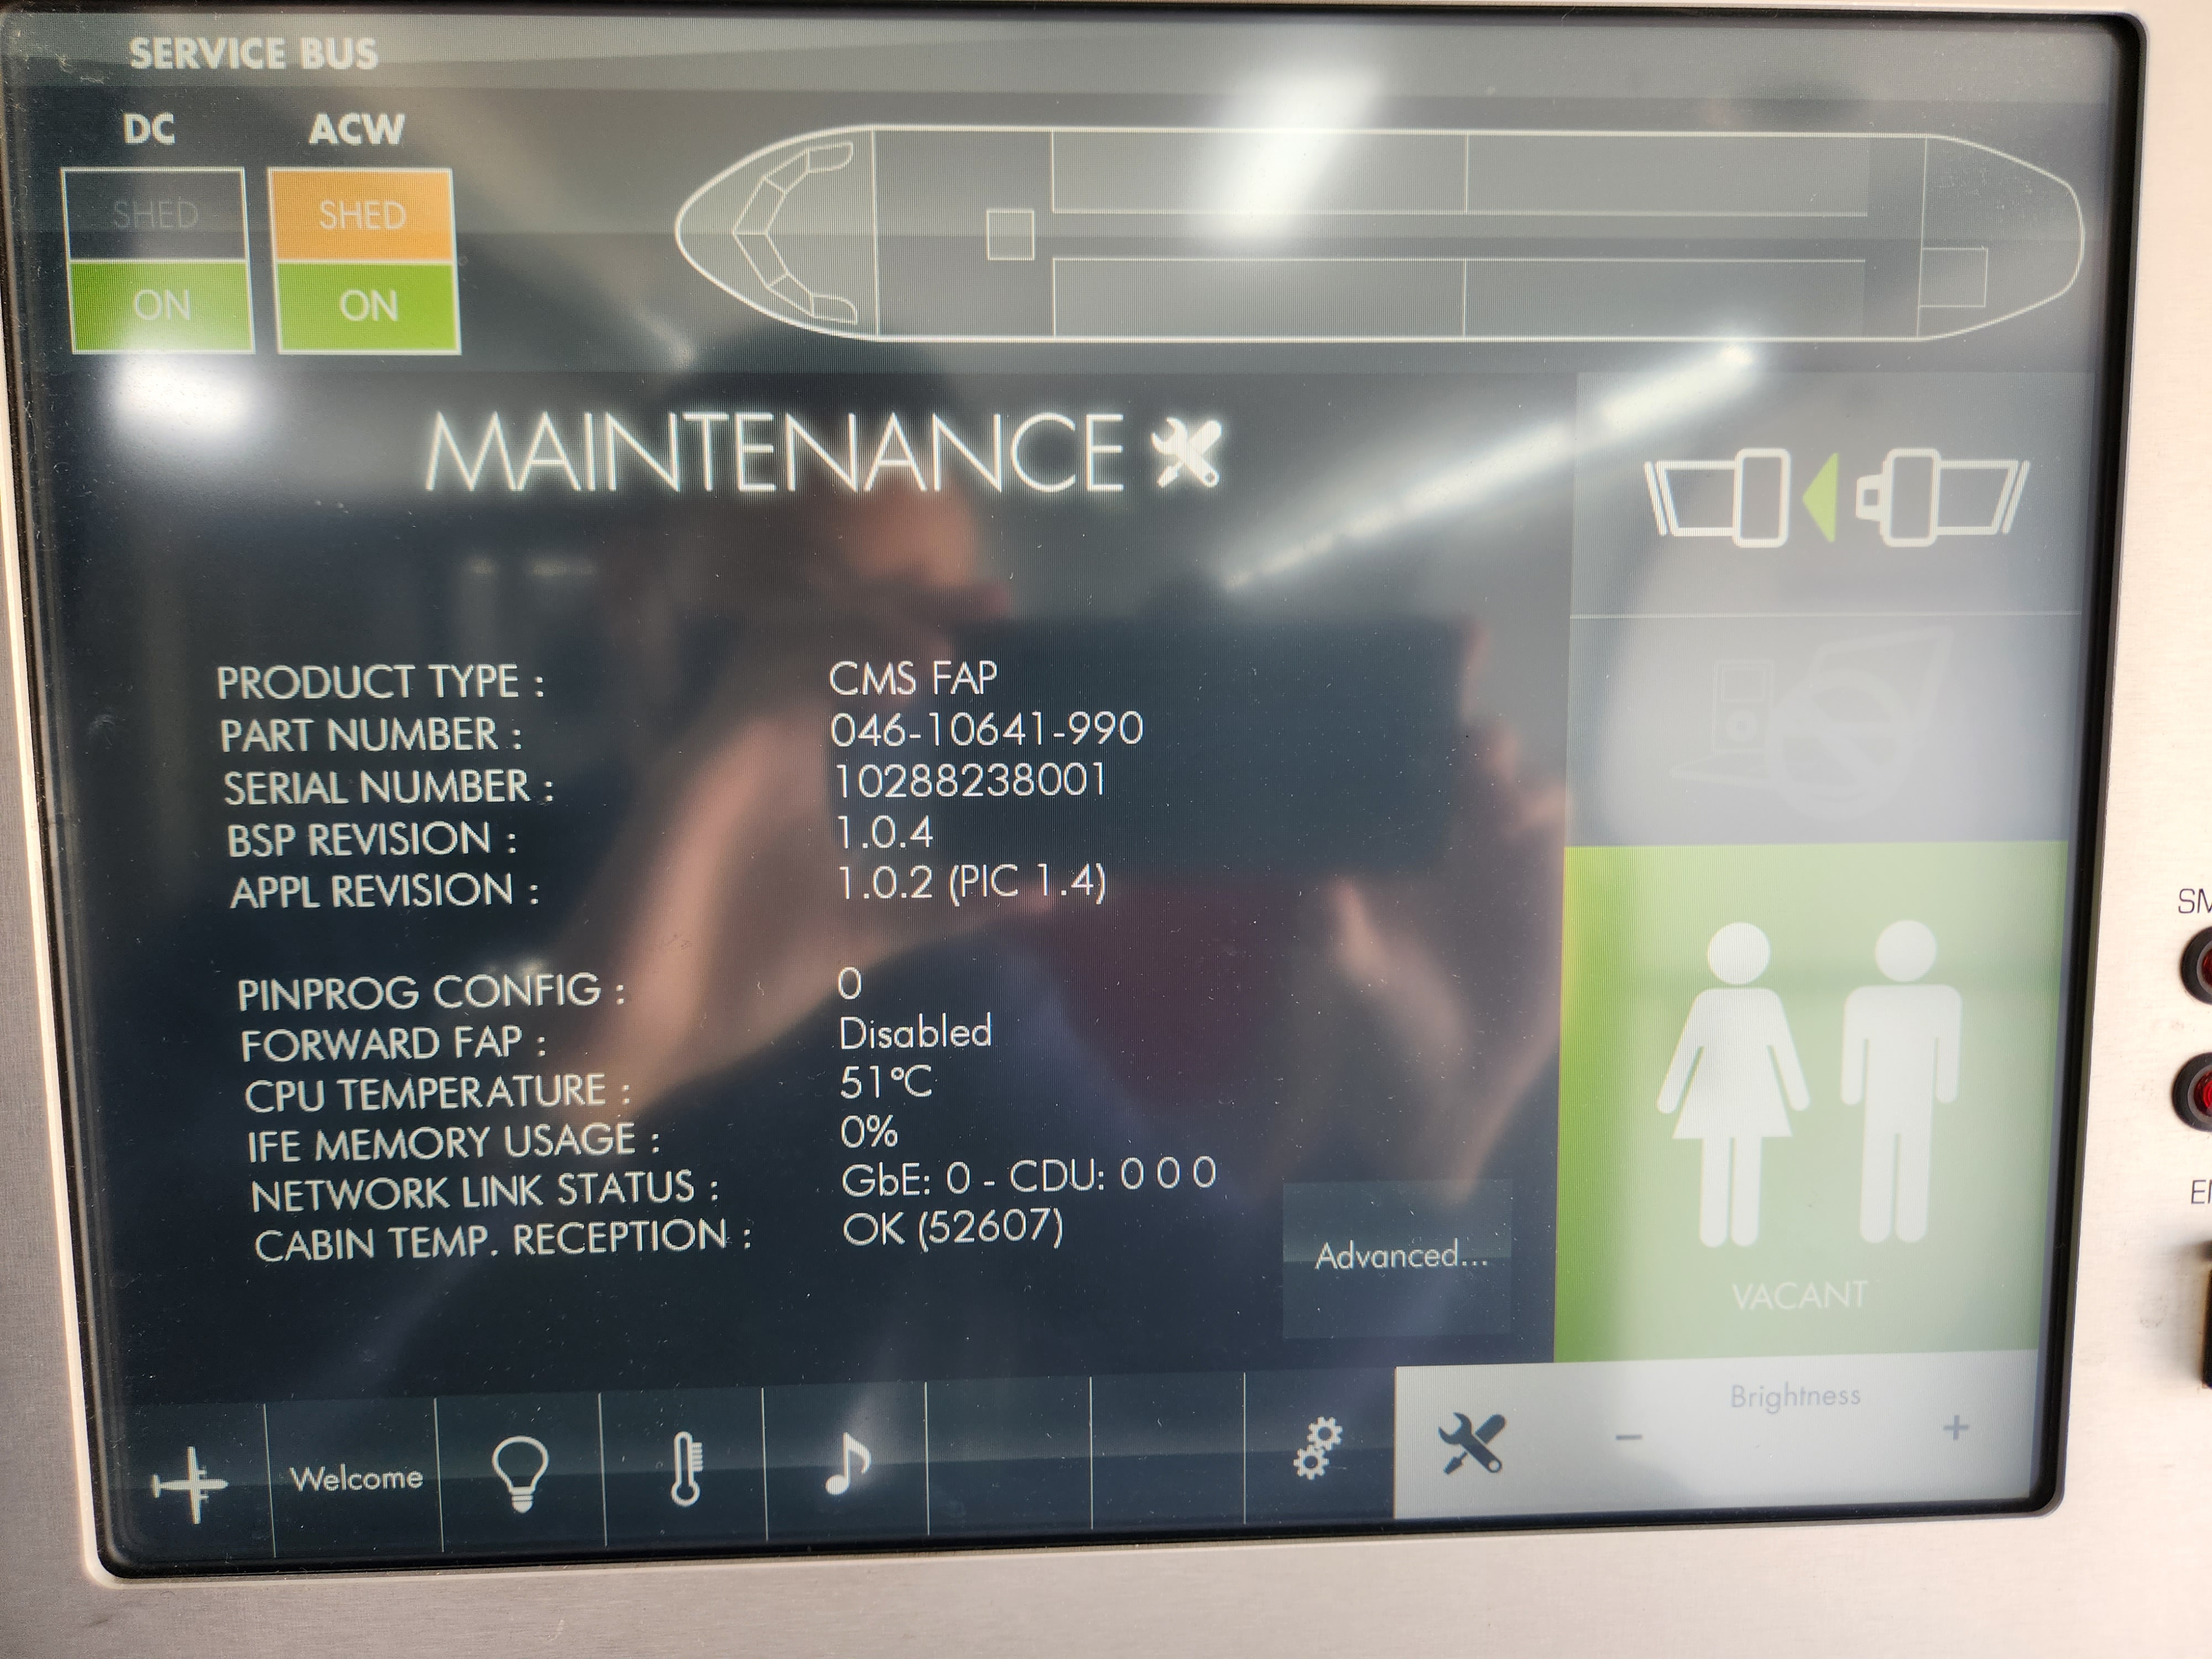 SERVICE BUS
DC ACW
SHED SHED
ON ON
MAINTENANCE
PRODUCT TYPE : CMS FAP
PART NUMBER : 046-10641-990
SERIAL NUMBER : 10288238001
BSP REVISION : 1.0.4
APPL REVISION : 1.0.2 (PIC 1.4)
PINPROG CONFIG : 0
FORWARD FAP : Disabled
CPU TEMPERATURE : 51°C
IFE MEMORY USAGE : 0%
NETWORK LINK STATUS : GbE: 0 - CDU: 0 0 0
CABIN TEMP. RECEPTION : OK (52607)
Advanced...
VACANT
Welcome
Brightness
- +